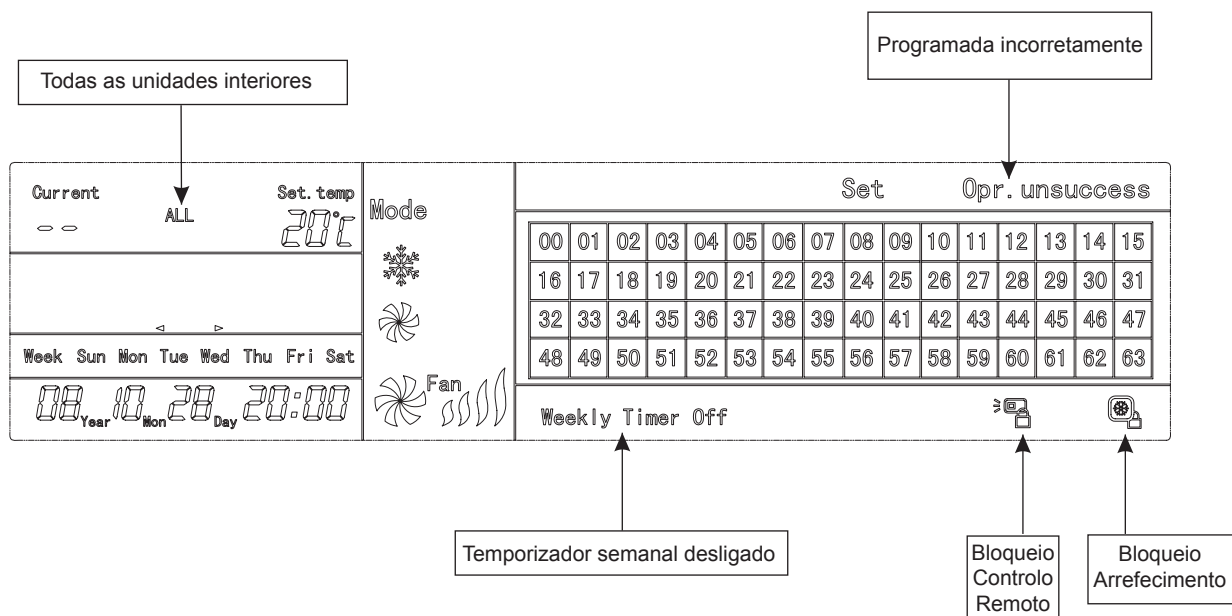 Programada incorretamente
Todas as unidades interiores
Current
ALL
Set.temp
-- 20°C
Mode
Set Opr.unsuccess
00 01 02 03 04 05 06 07 08 09 10 11 12 13 14 15
16 17 18 19 20 21 22 23 24 25 26 27 28 29 30 31
32 33 34 35 36 37 38 39 40 41 42 43 44 45 46 47
48 49 50 51 52 53 54 55 56 57 58 59 60 61 62 63
Week Sun Mon Tue Wed Thu Fri Sat
08 Year 10 Mon 28 Day 20:00
Fan
Weekly Timer Off
Temporizador semanal desligado
Bloqueio
Controlo
Remoto
Bloqueio
Arrefecimento